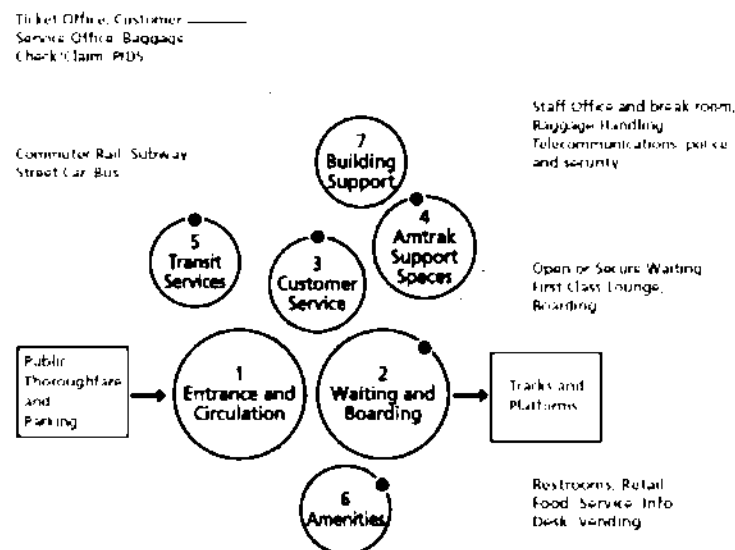 Ticket Office, Customer
Service Office Baggage
Check/Claim PIDS
Commuter Rail Subway
Street Car Bus
7
Building
Support
Staff Office and break room,
Baggage Handling
Telecommunications police
and security
5
Transit
Services
3
Customer
Service
4
Amtrak
Support
Spaces
Open or Secure Waiting
First Class Lounge,
Boarding
Public
Thoroughfare
and
Parking
1
Entrance and
Circulation
2
Waiting and
Boarding
Tracks and
Platforms
6
Amenities
Restrooms, Retail
Food Service Info
Desk Vending